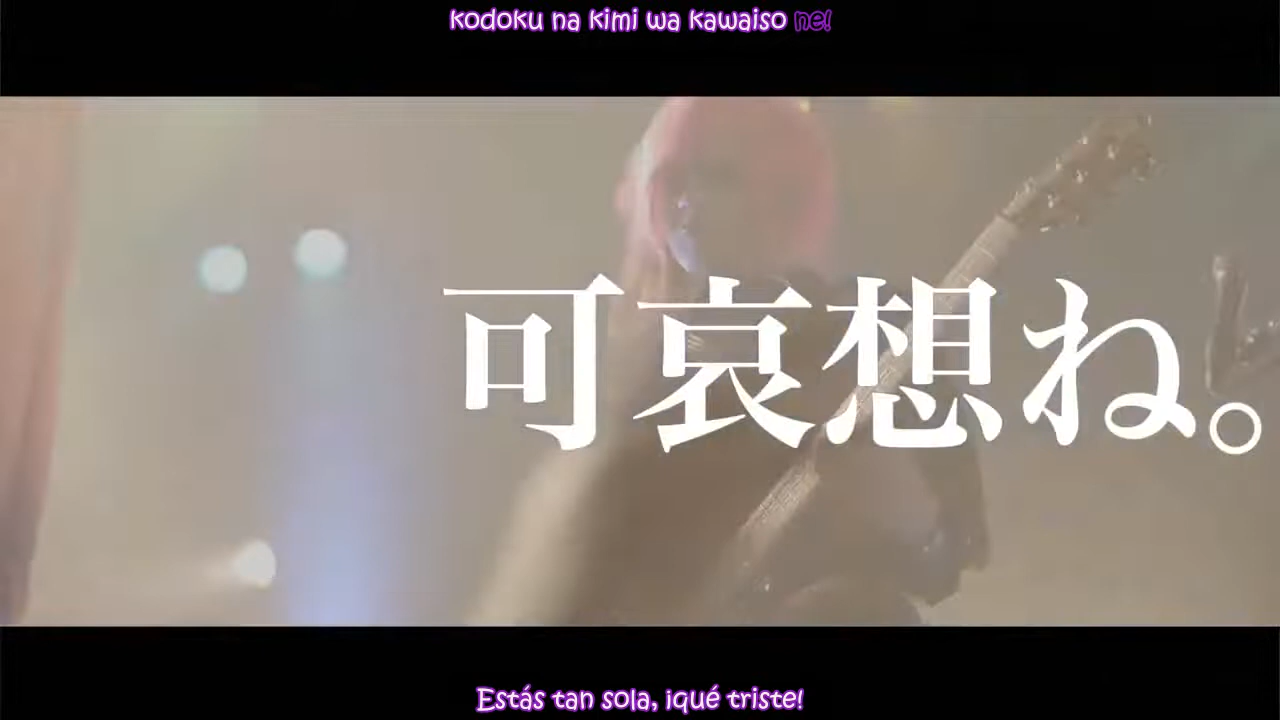 kodoku na kimi wa kawaiso ne!
可哀想ね。
Estás tan sola, ¡qué triste!